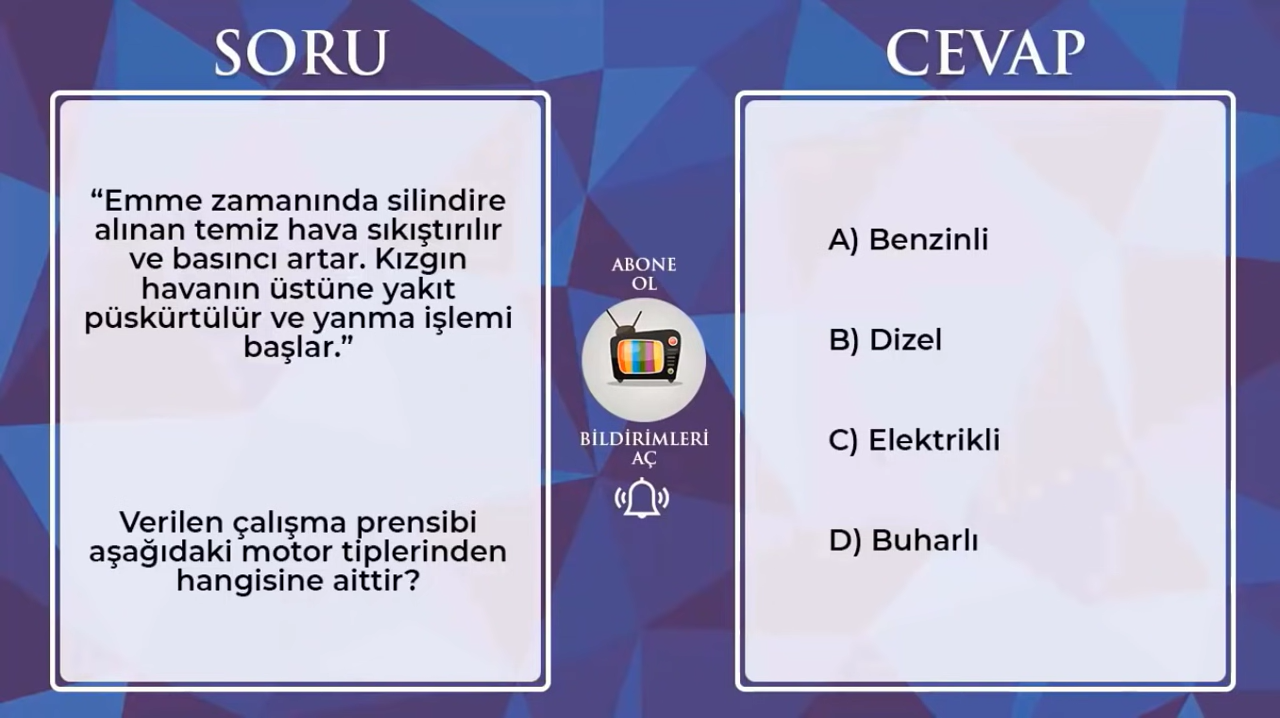 SORU
“Emme zamanında silindire
alınan temiz hava sıkıştırılır
ve basıncı artar. Kızgın
havanın üstüne yakıt
püskürtülür ve yanma işlemi
başlar.”
Verilen çalışma prensibi
aşağıdaki motor tiplerinden
hangisine aittir?
ABONE
OL
BİLDİRİMLERİ
AÇ
CEVAP
A) Benzinli
B) Dizel
C) Elektrikli
D) Buharlı